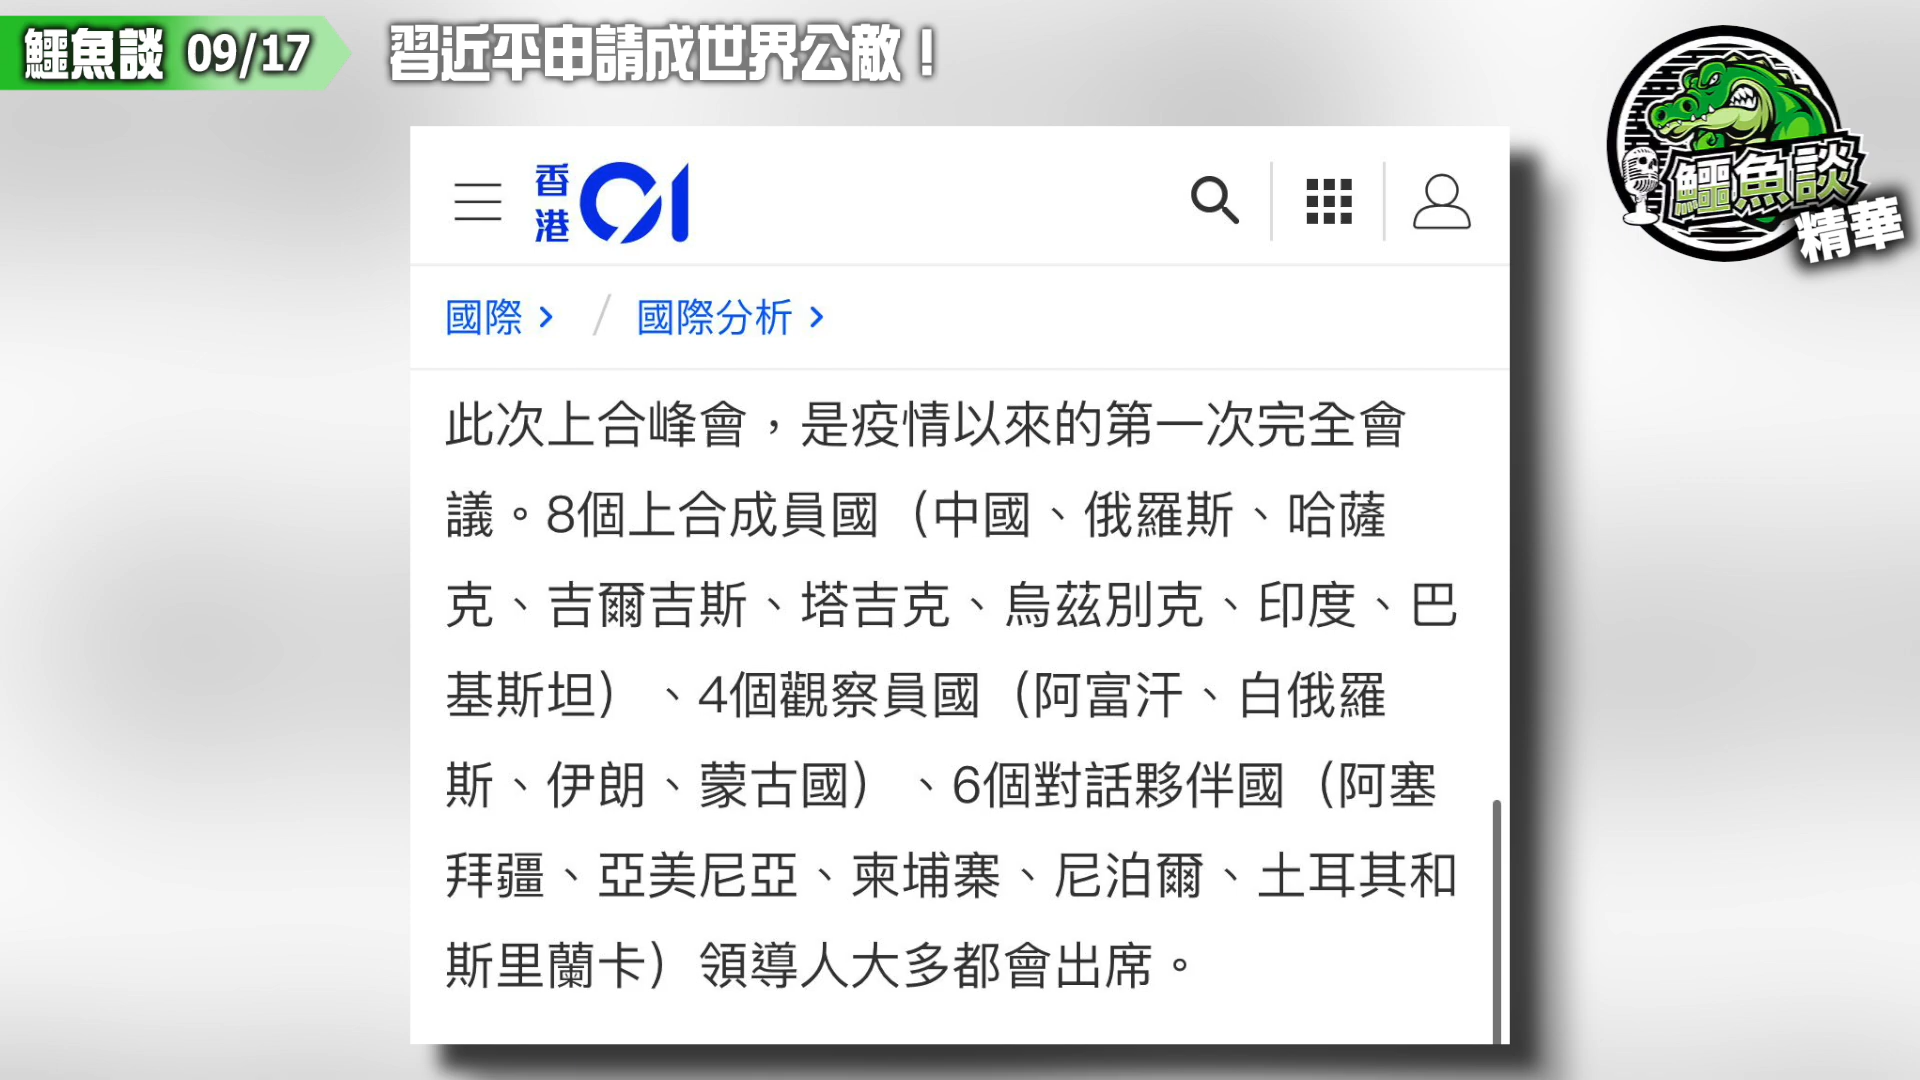 鱷魚談 09/17
習近平申請成世界公敵！
鱷魚談
精華
香港01
國際 > / 國際分析 >
此次上合峰會，是疫情以來的第一次完全會
議。8個上合成員國（中國、俄羅斯、哈薩
克、吉爾吉斯、塔吉克、烏茲別克、印度、巴
基斯坦）、4個觀察員國（阿富汗、白俄羅
斯、伊朗、蒙古國）、6個對話夥伴國（阿塞
拜疆、亞美尼亞、柬埔寨、尼泊爾、土耳其和
斯里蘭卡）領導人大多都會出席。